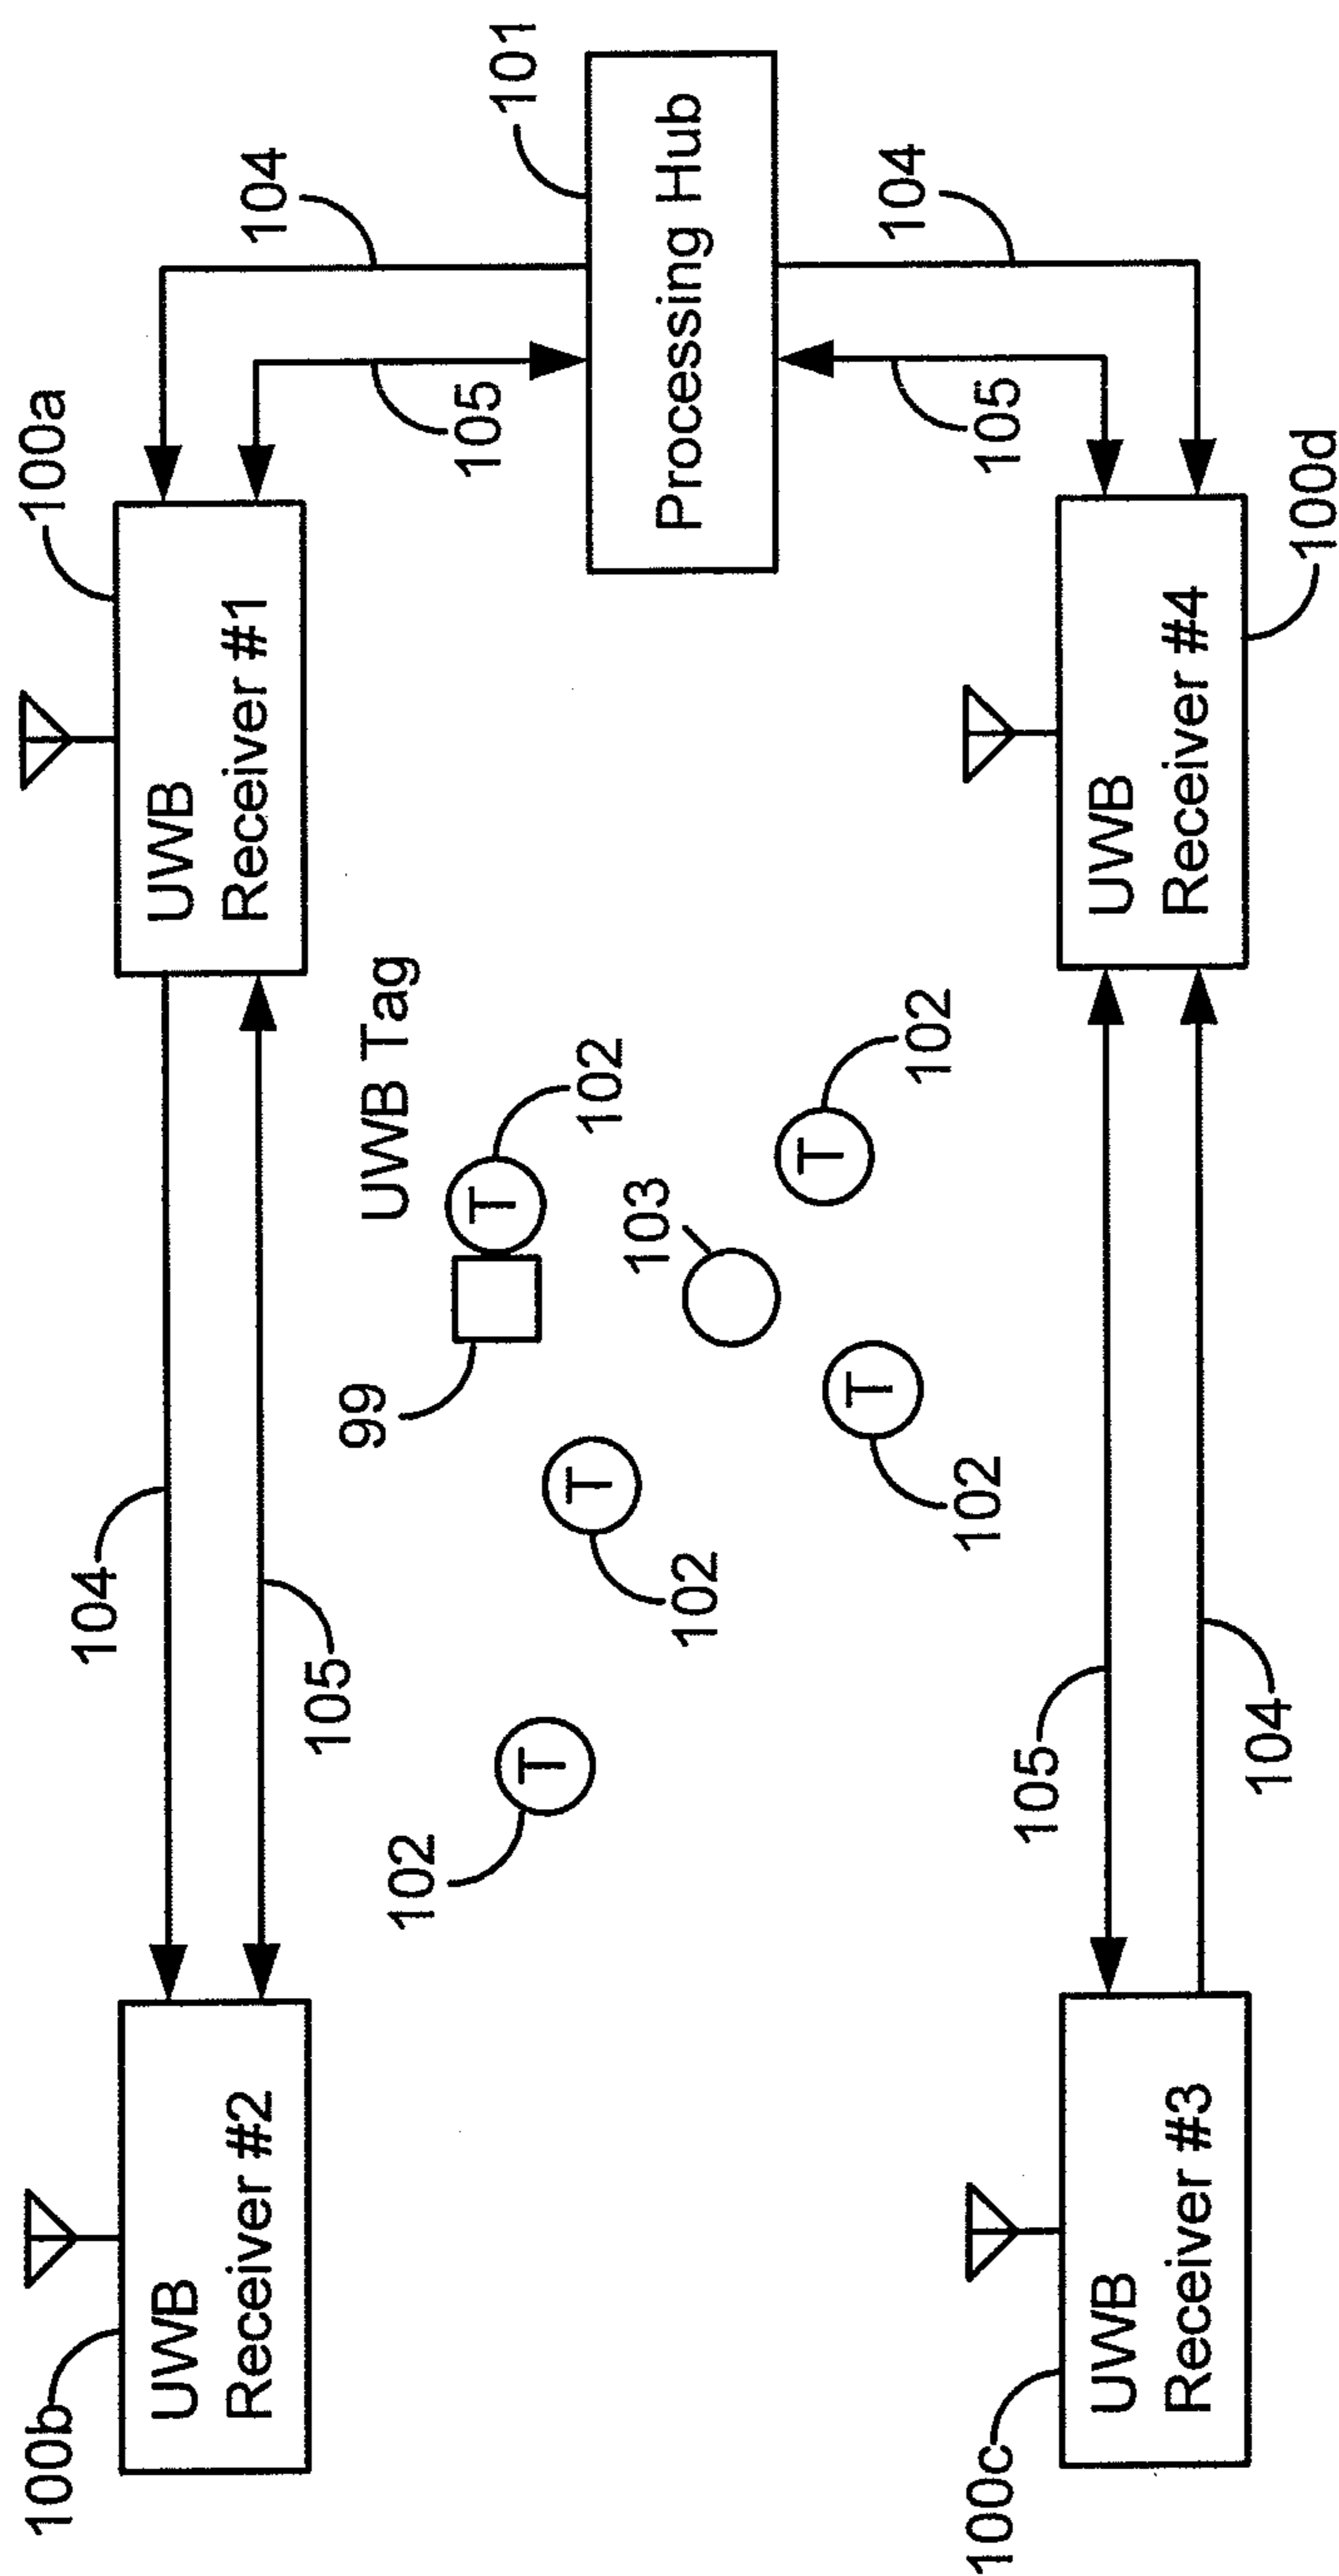 100b
UWB
Receiver #2
104
105
100a
UWB
Receiver #1
104
105
101
Processing Hub
104
105
UWB Tag
102
99
102
102
103
102
102
100c
UWB
Receiver #3
105
104
UWB
Receiver #4
100d